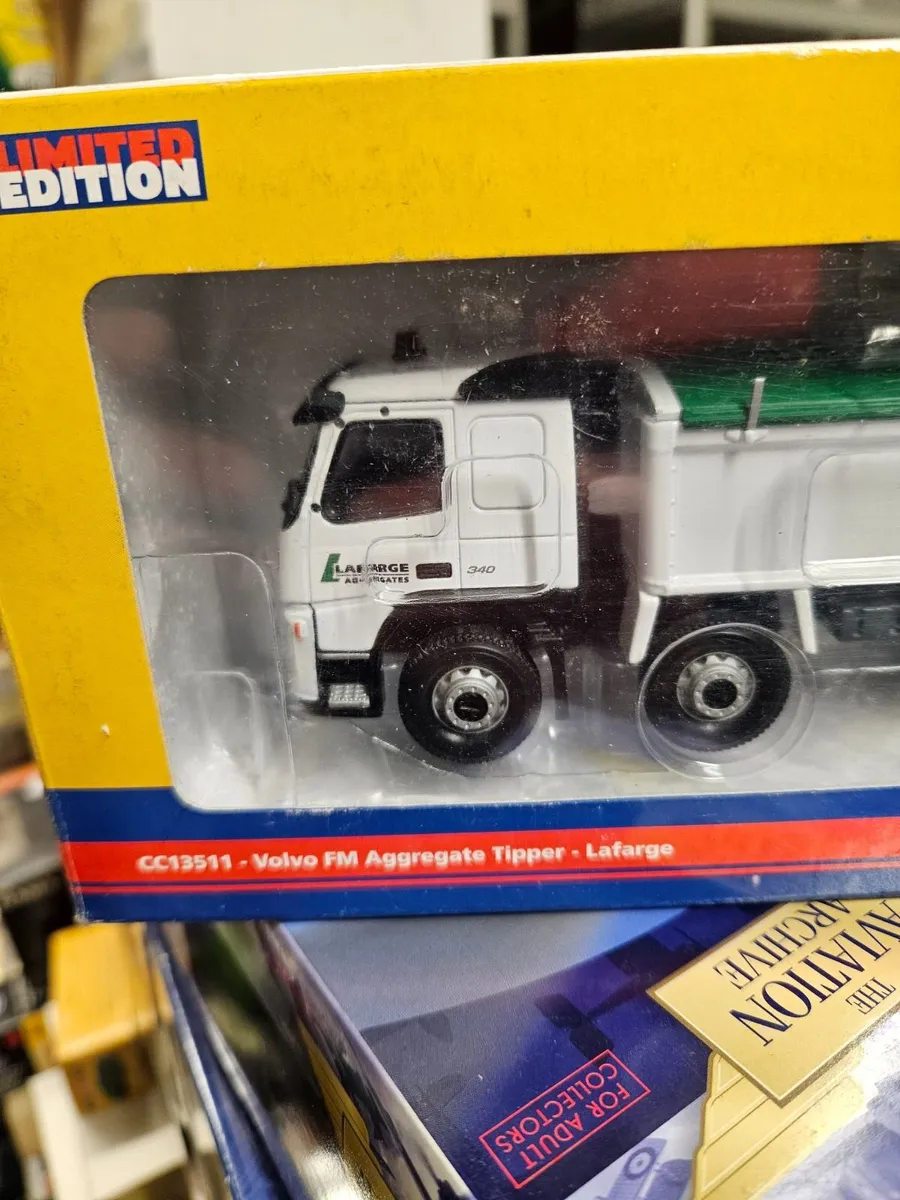 LIMITED
EDITION
LAFARGE
AGGREGATES
340
CC13511 - Volvo FM Aggregate Tipper - Lafarge
THE
AVIATION
ARCHIVE
FOR ADULT
COLLECTORS